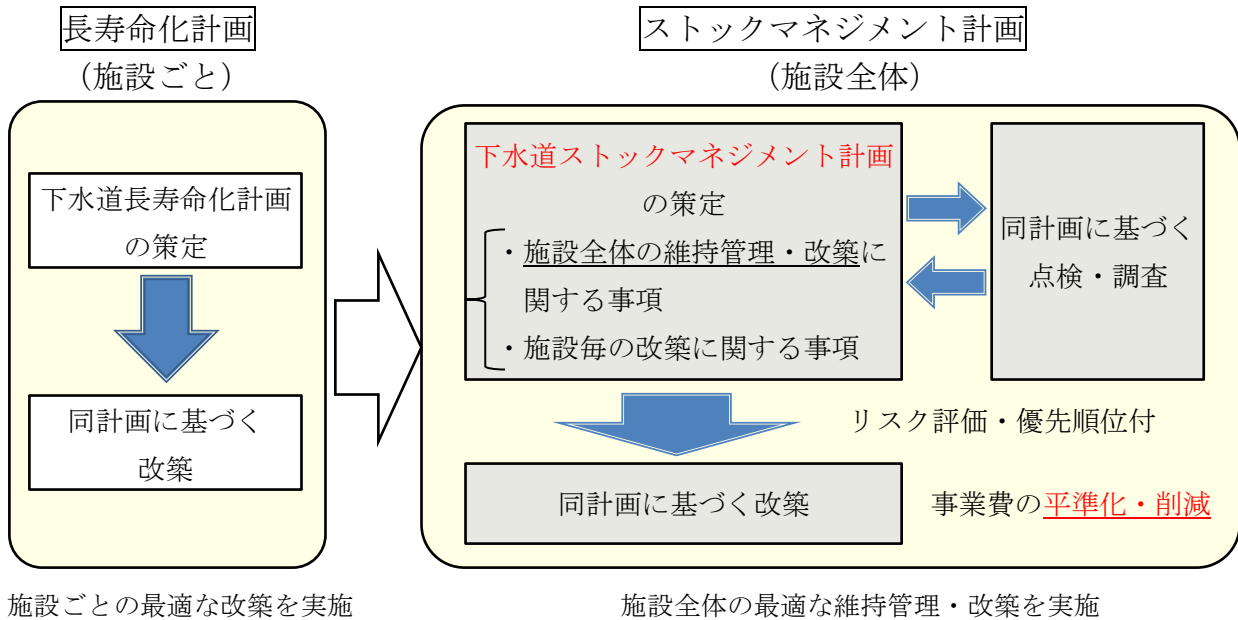 長寿命化計画
（施設ごと）
下水道長寿命化計画
の策定
同計画に基づく
改築
施設ごとの最適な改築を実施
ストックマネジメント計画
（施設全体）
下水道ストックマネジメント計画
の策定
・施設全体の維持管理・改築に
関する事項
・施設毎の改築に関する事項
同計画に基づく
点検・調査
リスク評価・優先順位付
同計画に基づく改築
事業費の平準化・削減
施設全体の最適な維持管理・改築を実施